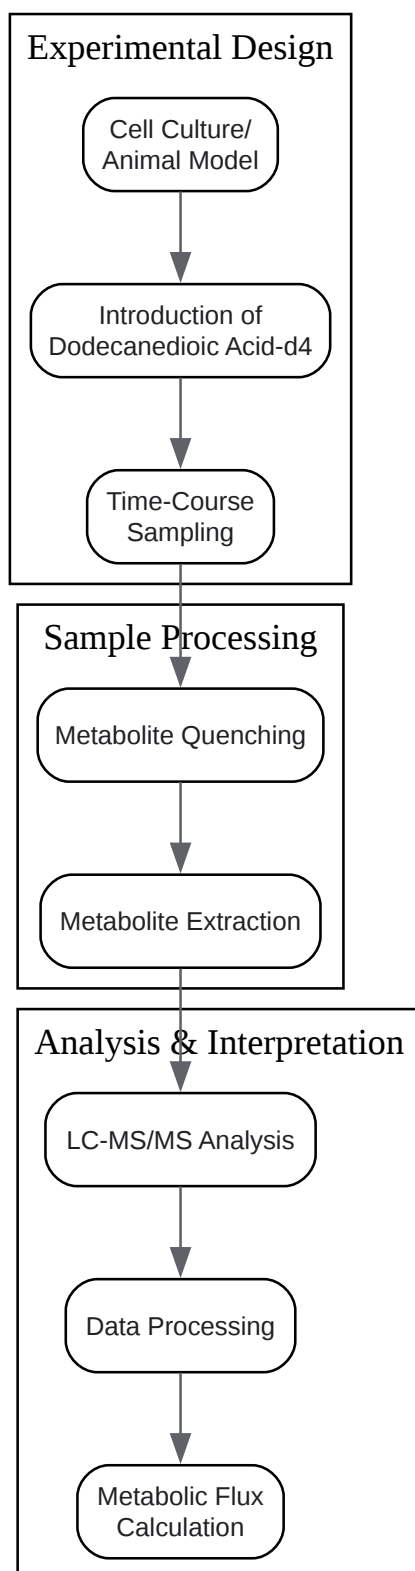 Experimental Design
Cell Culture/
Animal Model
Introduction of
Dodecanedioic Acid-d4
Time-Course
Sampling
Sample Processing
Metabolite Quenching
Metabolite Extraction
Analysis & Interpretation
LC-MS/MS Analysis
Data Processing
Metabolic Flux
Calculation